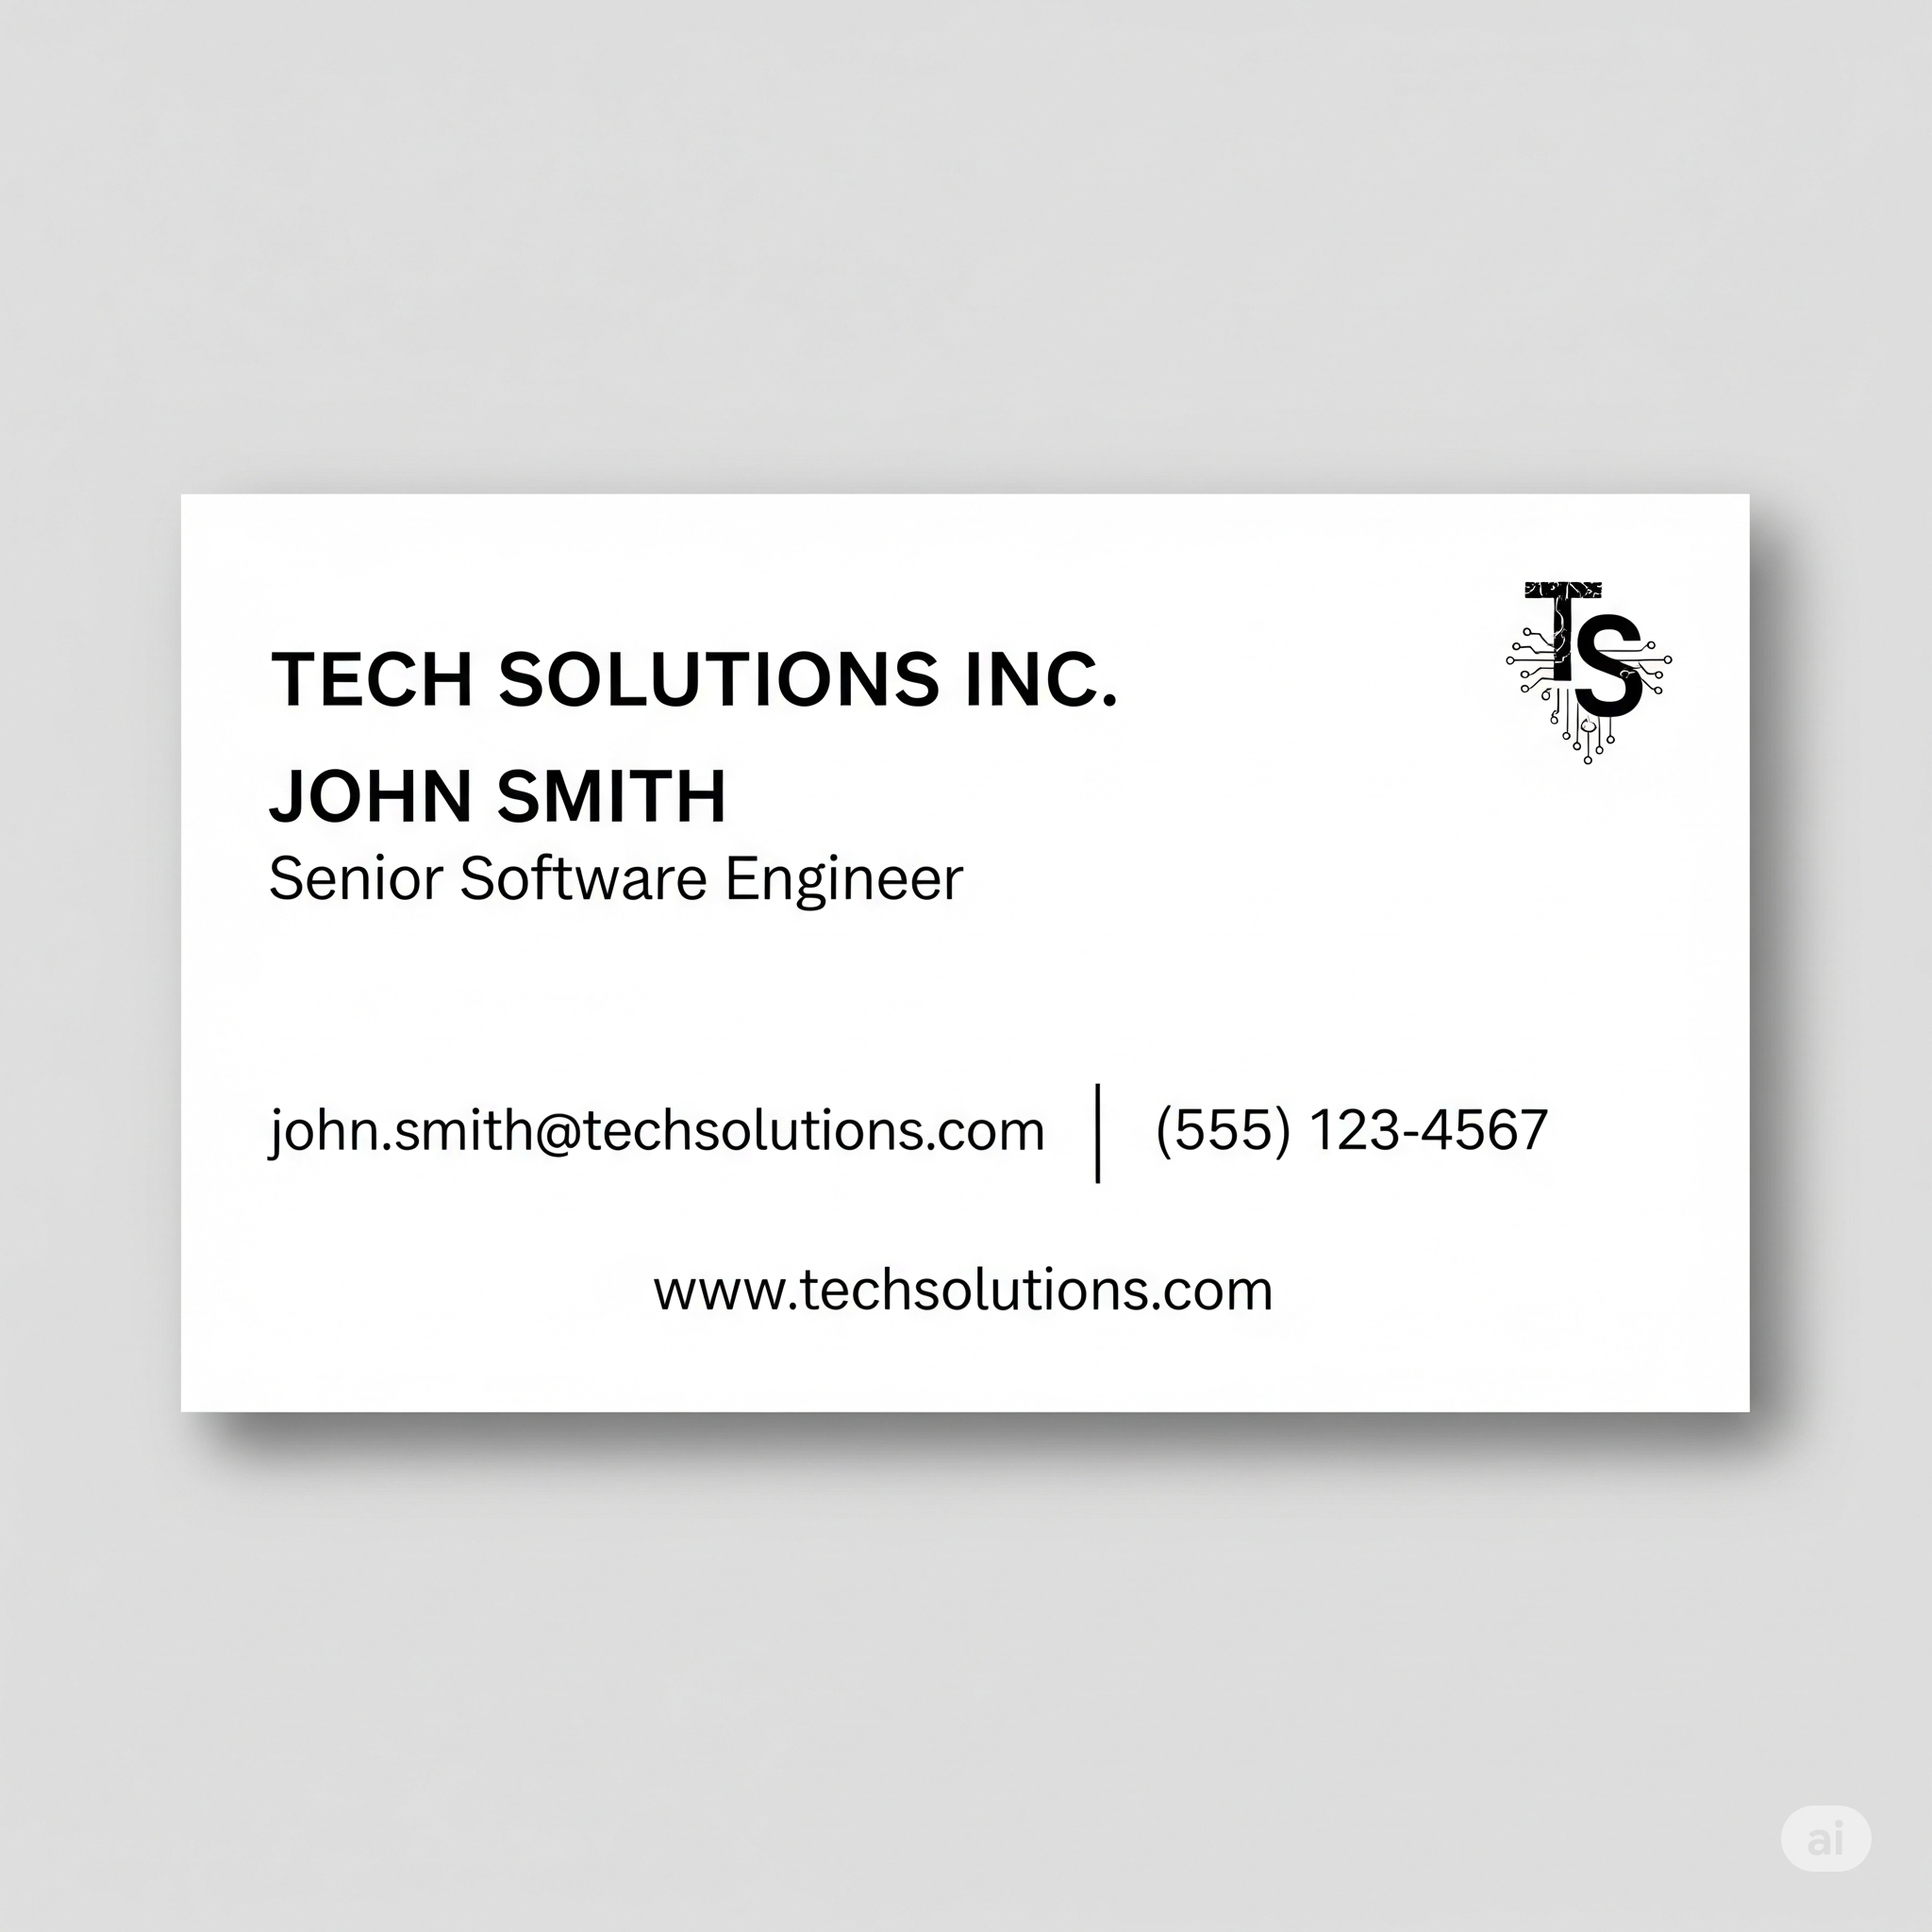 TS
TECH SOLUTIONS INC.
JOHN SMITH
Senior Software Engineer
john.smith@techsolutions.com | (555) 123-4567
www.techsolutions.com
ai